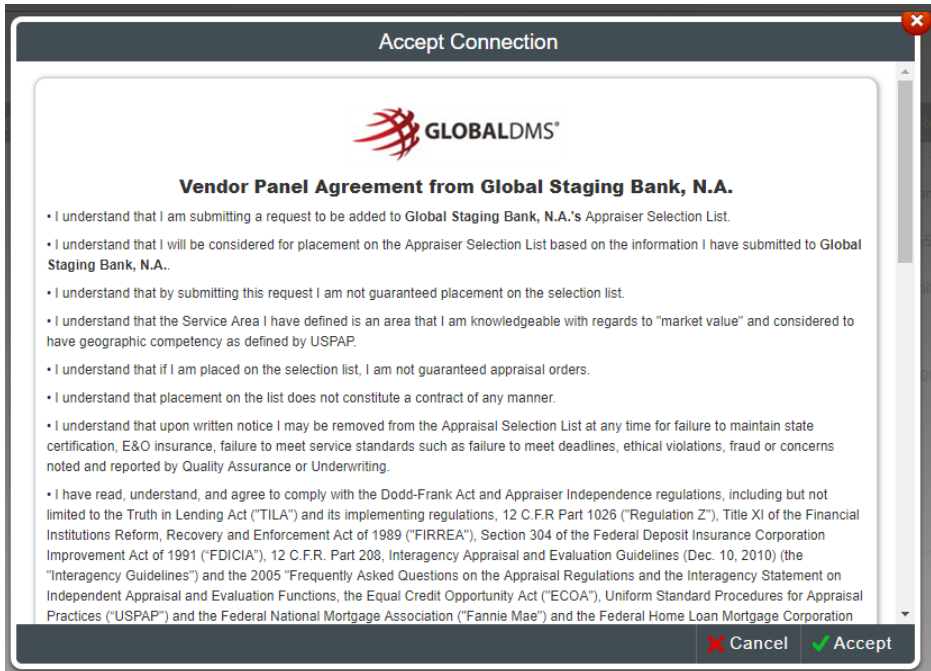 Accept Connection
GLOBALDMS®
Vendor Panel Agreement from Global Staging Bank, N.A.
• I understand that I am submitting a request to be added to Global Staging Bank, N.A.'s Appraiser Selection List.
• I understand that I will be considered for placement on the Appraiser Selection List based on the information I have submitted to Global
Staging Bank, N.A..
• I understand that by submitting this request I am not guaranteed placement on the selection list.
• I understand that the Service Area I have defined is an area that I am knowledgeable with regards to "market value" and considered to
have geographic competency as defined by USPAP.
• I understand that if I am placed on the selection list, I am not guaranteed appraisal orders.
• I understand that placement on the list does not constitute a contract of any manner.
• I understand that upon written notice I may be removed from the Appraisal Selection List at any time for failure to maintain state
certification, E&O insurance, failure to meet service standards such as failure to meet deadlines, ethical violations, fraud or concerns
noted and reported by Quality Assurance or Underwriting.
• I have read, understand, and agree to comply with the Dodd-Frank Act and Appraiser Independence regulations, including but not
limited to the Truth in Lending Act ("TILA") and its implementing regulations, 12 C.F.R Part 1026 ("Regulation Z"), Title XI of the Financial
Institutions Reform, Recovery and Enforcement Act of 1989 ("FIRREA"), Section 304 of the Federal Deposit Insurance Corporation
Improvement Act of 1991 (“FDICIA”), 12 C.F.R. Part 208, Interagency Appraisal and Evaluation Guidelines (Dec. 10, 2010) (the
"Interagency Guidelines") and the 2005 "Frequently Asked Questions on the Appraisal Regulations and the Interagency Statement on
Independent Appraisal and Evaluation Functions, the Equal Credit Opportunity Act ("ECOA"), Uniform Standard Procedures for Appraisal
Practices (“USPAP") and the Federal National Mortgage Association ("Fannie Mae") and the Federal Home Loan Mortgage Corporation
Cancel Accept